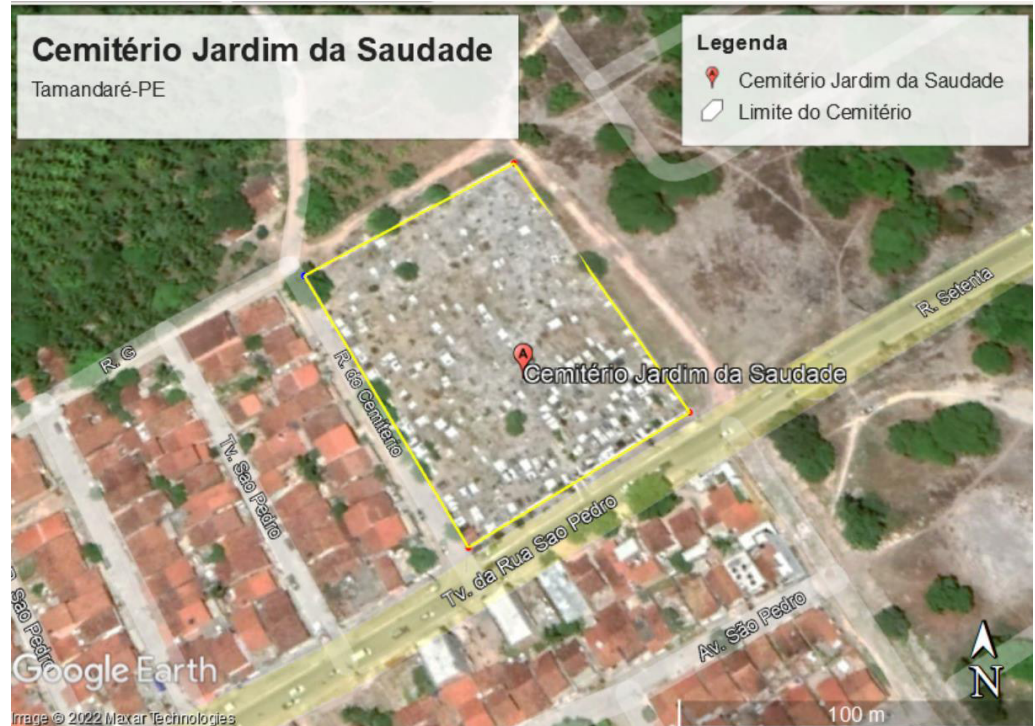 Cemitério Jardim da Saudade
Tamandaré-PE
Legenda
A Cemitério Jardim da Saudade
Limite do Cemitério
R. Setenta
R. G
R. do Cemitério
A
Cemitério Jardim da Saudade
Tv. Sao Pedro
Tv. da Rua Sao Pedro
Sao Pedro
Av. São Pedro
Google Earth
N
Image © 2022 Maxar Technologies
100 m